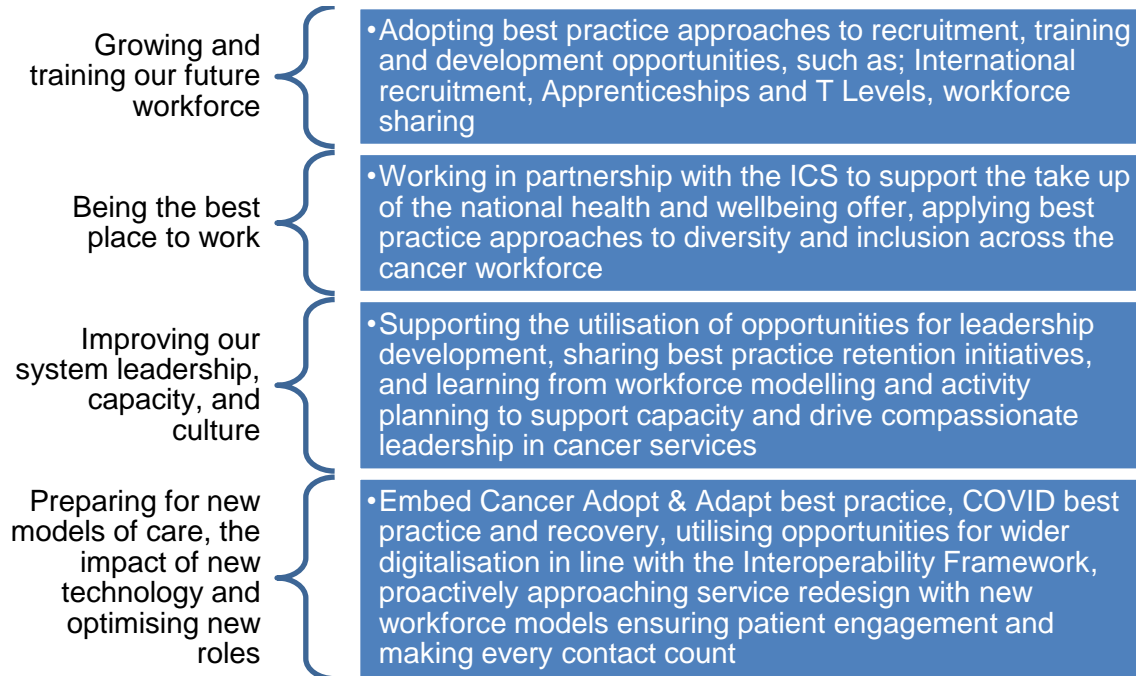 Growing and
training our future
workforce
•Adopting best practice approaches to recruitment, training
and development opportunities, such as; International
recruitment, Apprenticeships and T Levels, workforce
sharing
Being the best
place to work
•Working in partnership with the ICS to support the take up
of the national health and wellbeing offer, applying best
practice approaches to diversity and inclusion across the
cancer workforce
Improving our
system leadership,
capacity, and
culture
•Supporting the utilisation of opportunities for leadership
development, sharing best practice retention initiatives,
and learning from workforce modelling and activity
planning to support capacity and drive compassionate
leadership in cancer services
Preparing for new
models of care, the
impact of new
technology and
optimising new
roles
•Embed Cancer Adopt & Adapt best practice, COVID best
practice and recovery, utilising opportunities for wider
digitalisation in line with the Interoperability Framework,
proactively approaching service redesign with new
workforce models ensuring patient engagement and
making every contact count